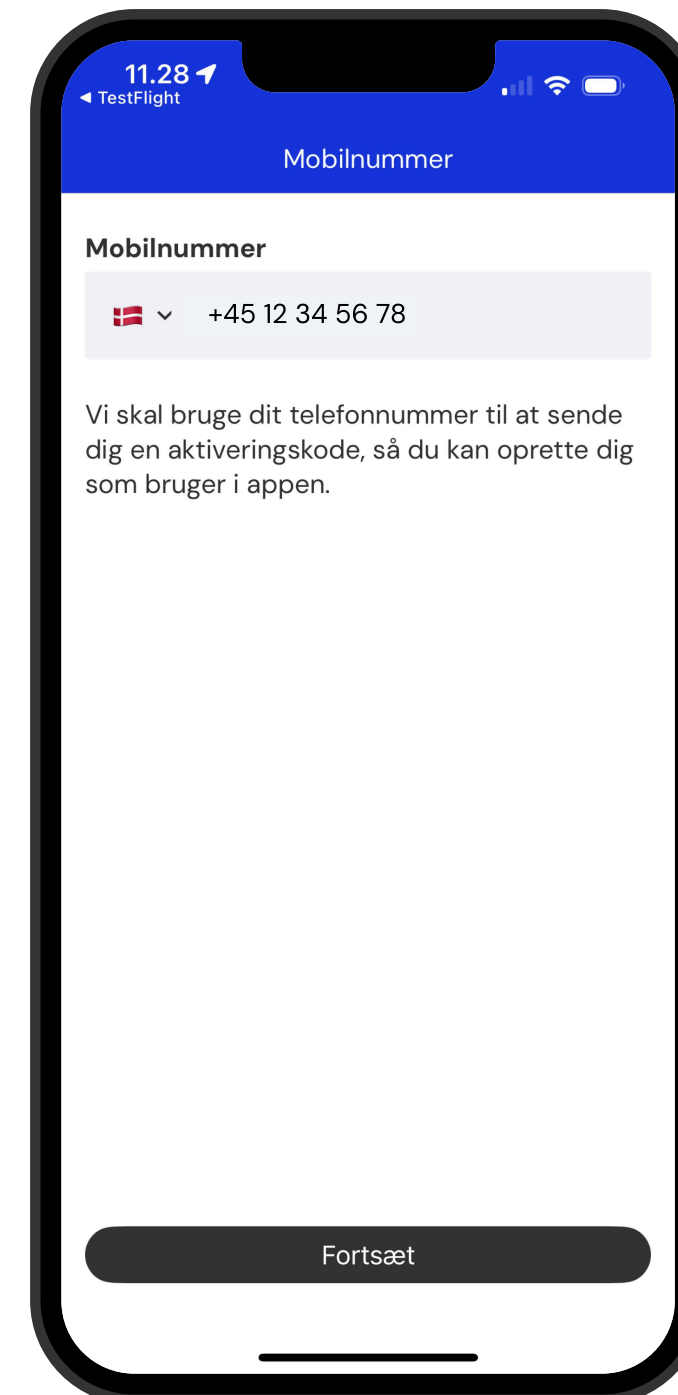 11.28
◀ TestFlight
Mobilnummer
Mobilnummer
+45 12 34 56 78
Vi skal bruge dit telefonnummer til at sende
dig en aktiveringskode, så du kan oprette dig
som bruger i appen.
Fortsæt